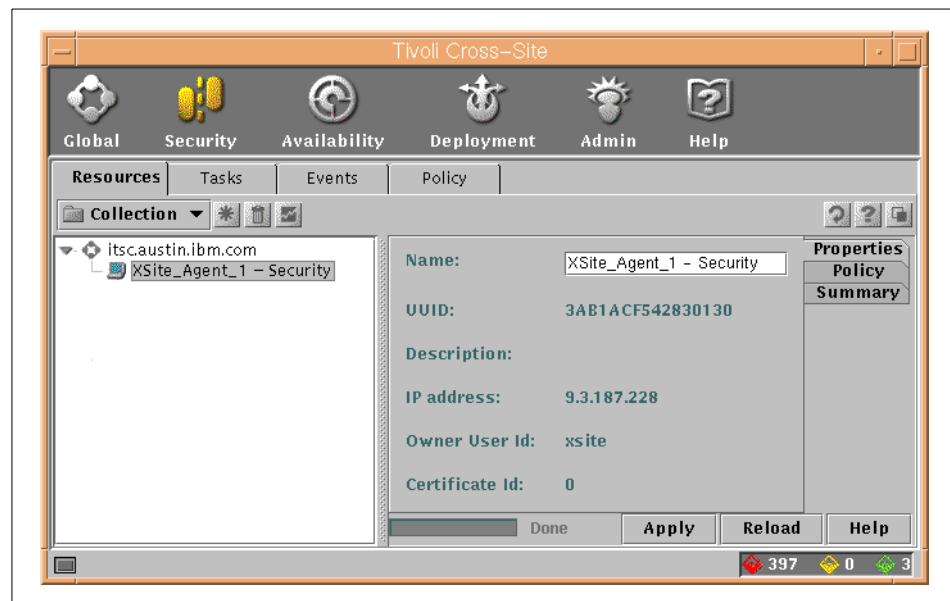 Tivoli Cross-Site
Global Security Availability Deployment Admin Help
Resources Tasks Events Policy
Collection
itsc.austin.ibm.com
XSite_Agent_1 – Security
Name: XSite_Agent_1 – Security
UUID: 3AB1ACF542830130
Description:
IP address: 9.3.187.228
Owner User Id: xsite
Certificate Id: 0
Properties
Policy
Summary
Done Apply Reload Help
397 0 3